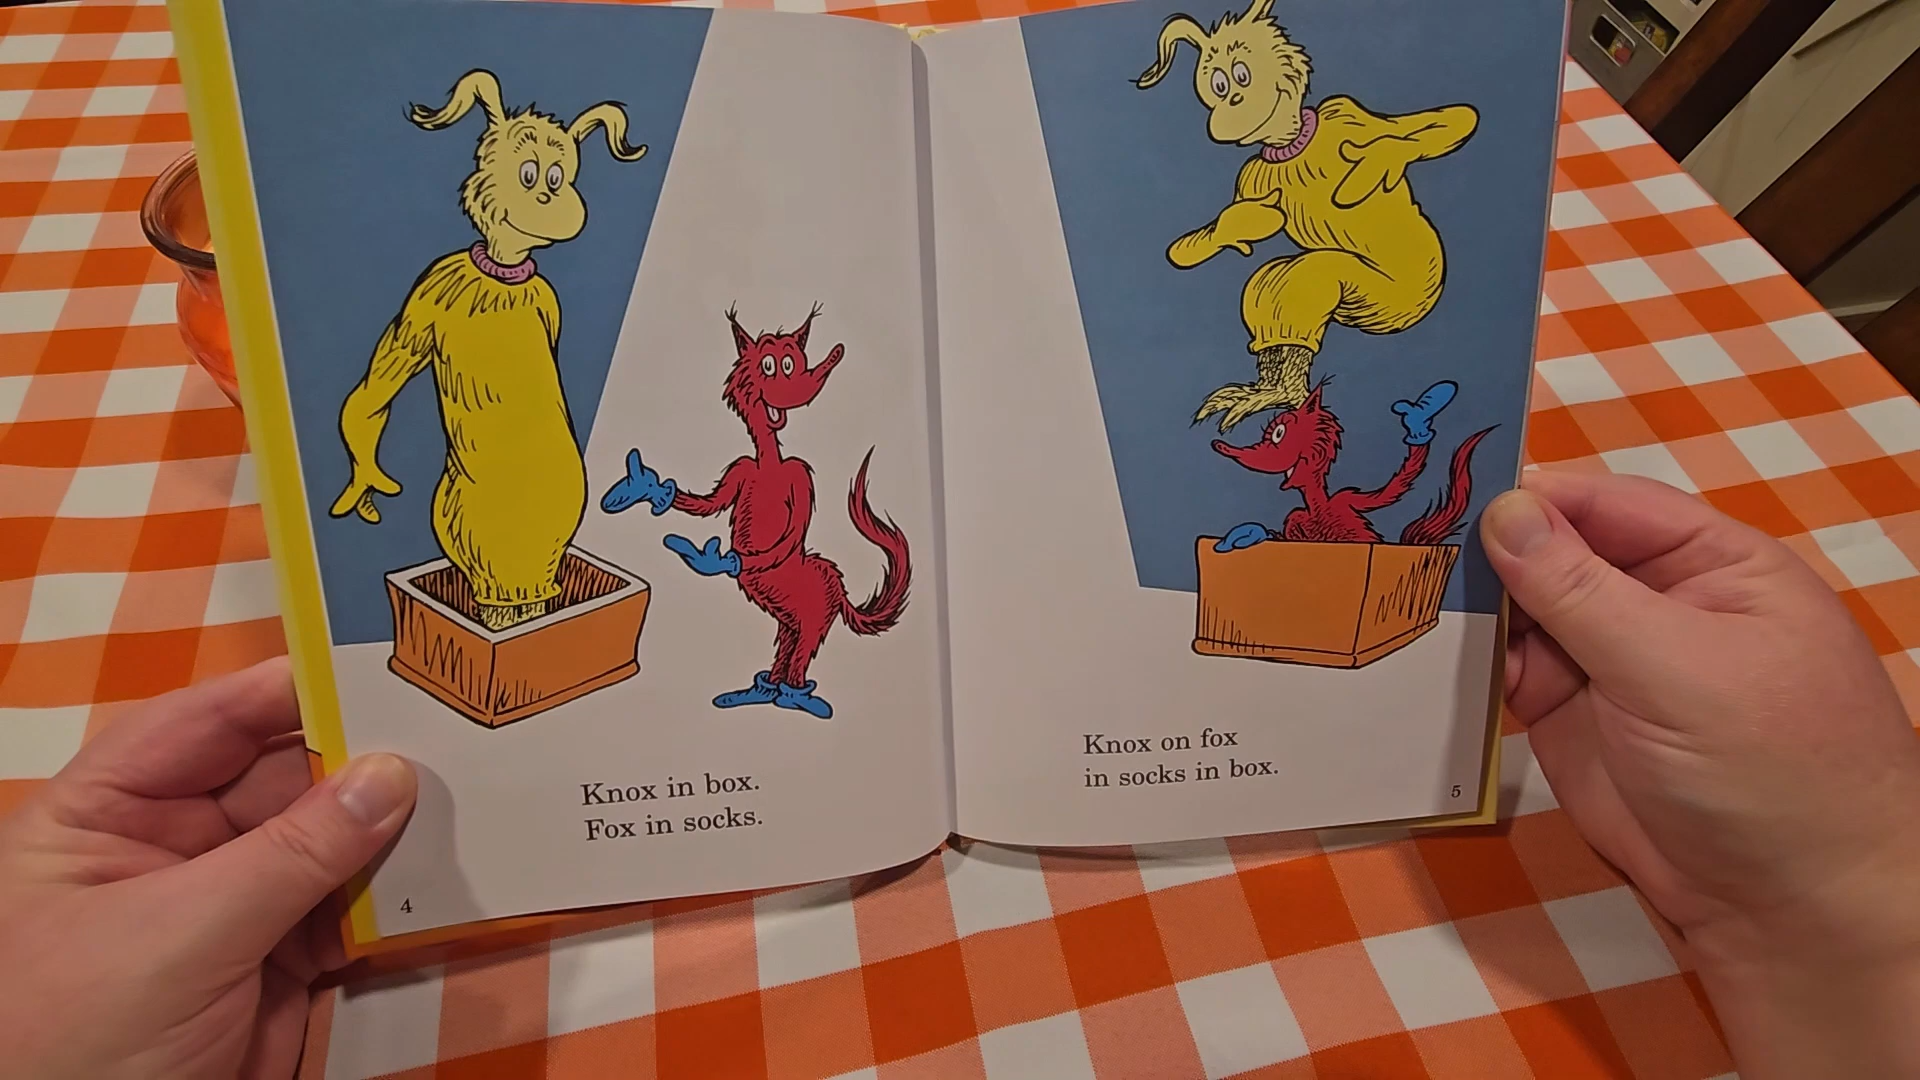 Knox in box.
Fox in socks.
4
Knox on fox
in socks in box.
5